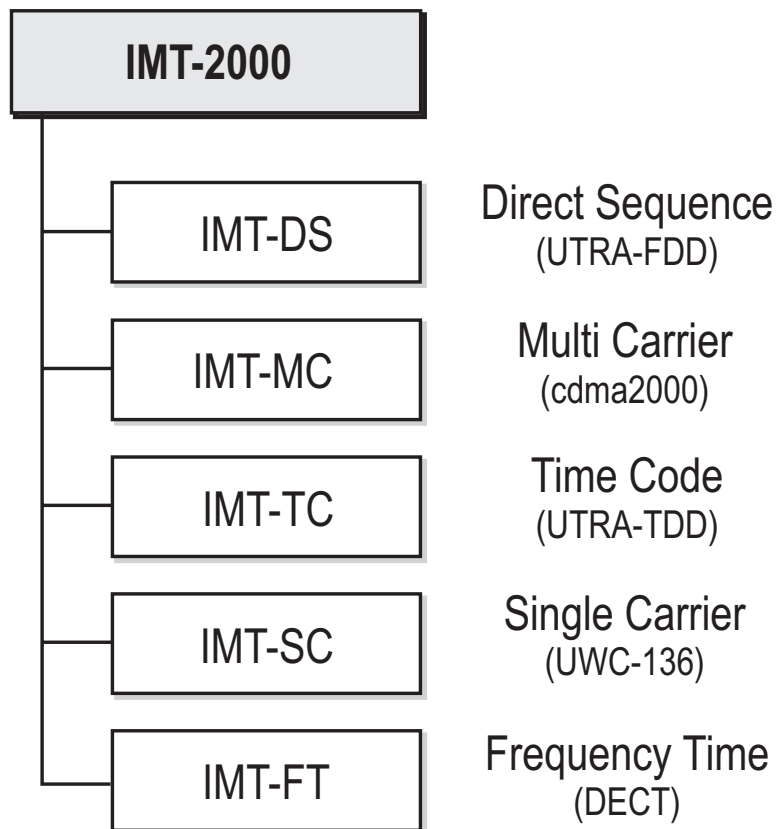 IMT-2000
IMT-DS
Direct Sequence
(UTRA-FDD)
IMT-MC
Multi Carrier
(cdma2000)
IMT-TC
Time Code
(UTRA-TDD)
IMT-SC
Single Carrier
(UWC-136)
IMT-FT
Frequency Time
(DECT)